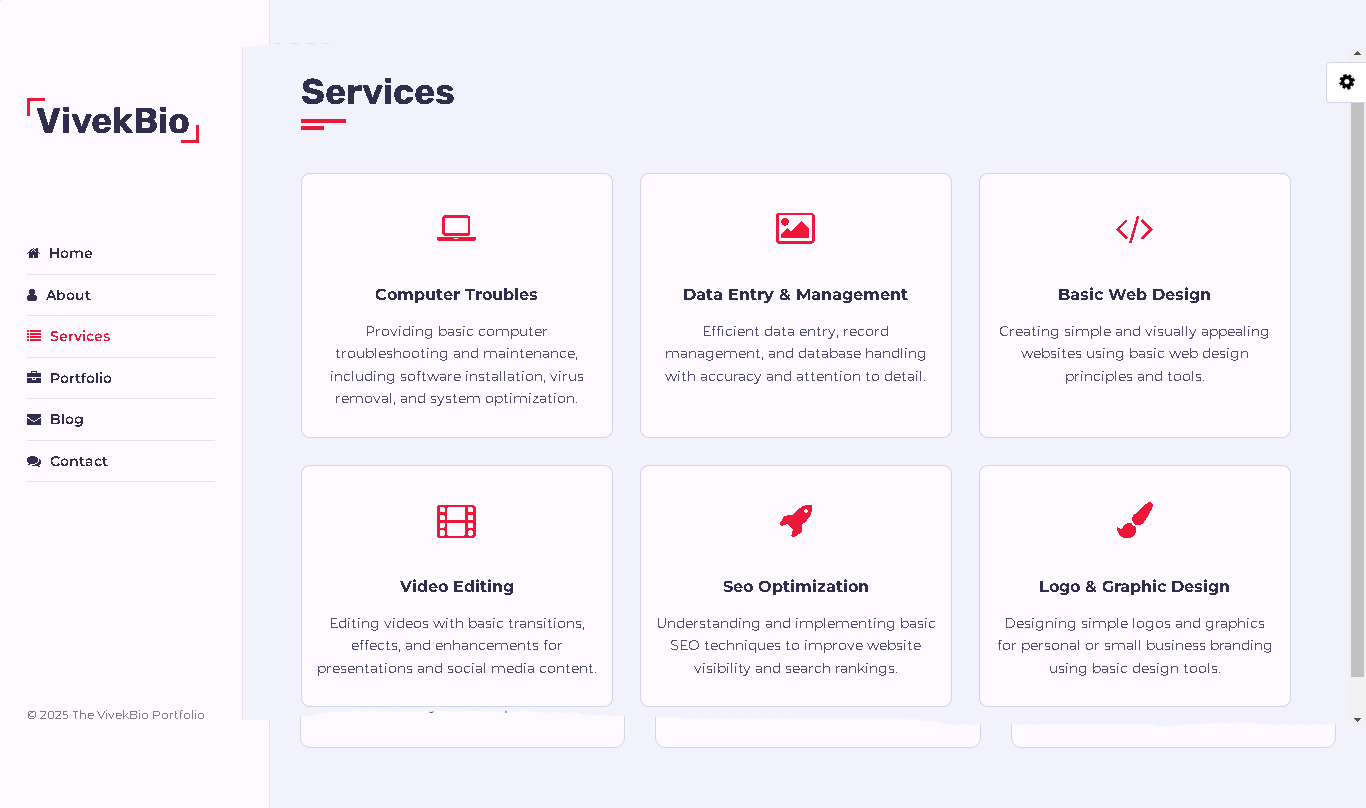 VivekBio
Home
About
Services
Portfolio
Blog
Contact
© 2025 The VivekBio Portfolio
Services
Computer Troubles
Providing basic computer
troubleshooting and maintenance,
including software installation, virus
removal, and system optimization.
Data Entry & Management
Efficient data entry, record
management, and database handling
with accuracy and attention to detail.
Basic Web Design
Creating simple and visually appealing
websites using basic web design
principles and tools.
Video Editing
Editing videos with basic transitions,
effects, and enhancements for
presentations and social media content.
Seo Optimization
Understanding and implementing basic
SEO techniques to improve website
visibility and search rankings.
Logo & Graphic Design
Designing simple logos and graphics
for personal or small business branding
using basic design tools.